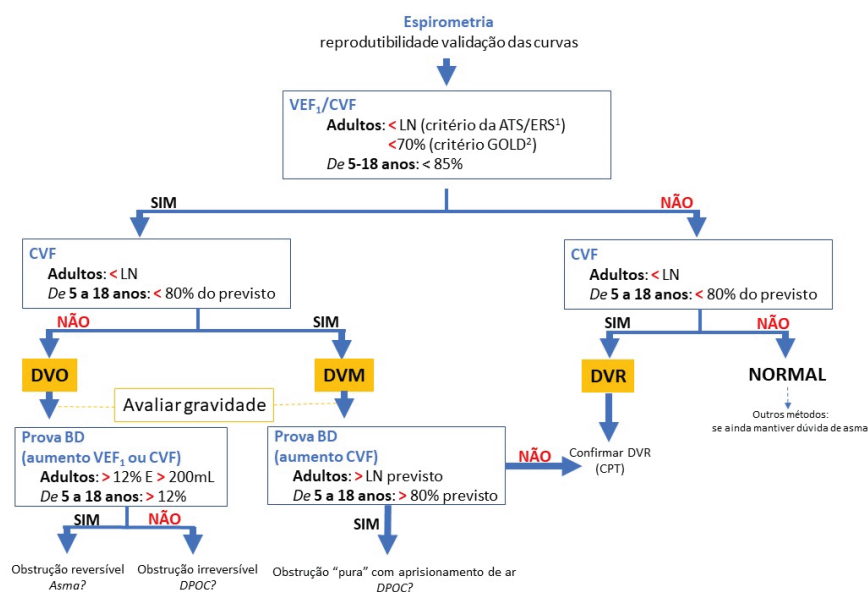 Espirometria
reprodutibilidade validação das curvas
VEF₁/CVF
Adultos: < LN (critério da ATS/ERS¹)
<70% (critério GOLD²)
De 5-18 anos: < 85%
SIM
NÃO
CVF
Adultos: < LN
De 5 a 18 anos: < 80% do previsto
CVF
Adultos: < LN
De 5 a 18 anos: < 80% do previsto
NÃO
SIM
SIM
NÃO
DVO
DVM
DVR
NORMAL
Avaliar gravidade
Outros métodos:
se ainda mantiver dúvida de asma
Prova BD
(aumento VEF₁ ou CVF)
Adultos: > 12% E > 200mL
De 5 a 18 anos: > 12%
Prova BD
(aumento CVF)
Adultos: > LN previsto
De 5 a 18 anos: > 80% previsto
NÃO
Confirmar DVR
(CPT)
SIM
NÃO
SIM
Obstrução reversível
Asma?
Obstrução irreversível
DPOC?
Obstrução “pura” com aprisionamento de ar
DPOC?